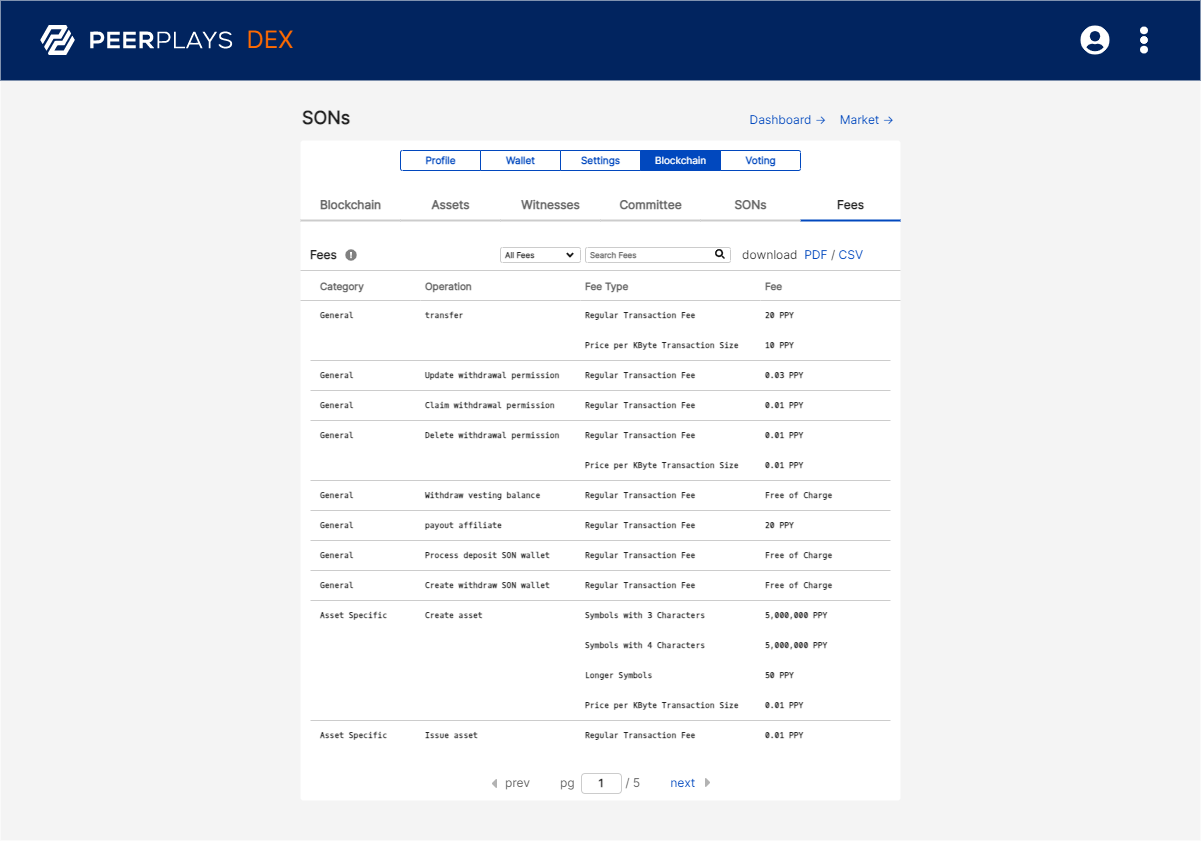 PEERPLAYS DEX
SONs
Dashboard → Market →
Profile Wallet Settings Blockchain Voting
Blockchain Assets Witnesses Committee SONs Fees
Fees ! All Fees Search Fees download PDF / CSV
Category Operation Fee Type Fee
General transfer Regular Transaction Fee 20 PPY
Price per KByte Transaction Size 10 PPY
General Update withdrawal permission Regular Transaction Fee 0.03 PPY
General Claim withdrawal permission Regular Transaction Fee 0.01 PPY
General Delete withdrawal permission Regular Transaction Fee 0.01 PPY
Price per KByte Transaction Size 0.01 PPY
General Withdraw vesting balance Regular Transaction Fee Free of Charge
General payout affiliate Regular Transaction Fee 20 PPY
General Process deposit SON wallet Regular Transaction Fee Free of Charge
General Create withdraw SON wallet Regular Transaction Fee Free of Charge
Asset Specific Create asset Symbols with 3 Characters 5,000,000 PPY
Symbols with 4 Characters 5,000,000 PPY
Longer Symbols 50 PPY
Price per KByte Transaction Size 0.01 PPY
Asset Specific Issue asset Regular Transaction Fee 0.01 PPY
prev pg 1 / 5 next